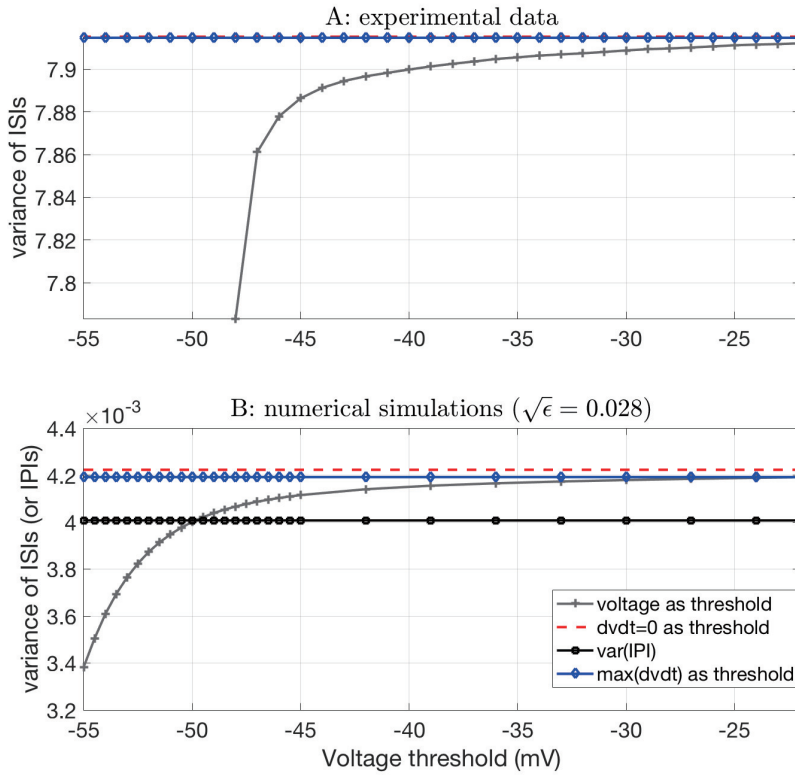 A: experimental data
variance of ISIs
7.9
7.88
7.86
7.84
7.82
7.8
-55 -50 -45 -40 -35 -30 -25
B: numerical simulations (√ϵ = 0.028)
×10⁻³
variance of ISIs (or IPIs)
4.4
4.2
4
3.8
3.6
3.4
3.2
voltage as threshold
dvdt=0 as threshold
var(IPI)
max(dvdt) as threshold
-55 -50 -45 -40 -35 -30 -25
Voltage threshold (mV)